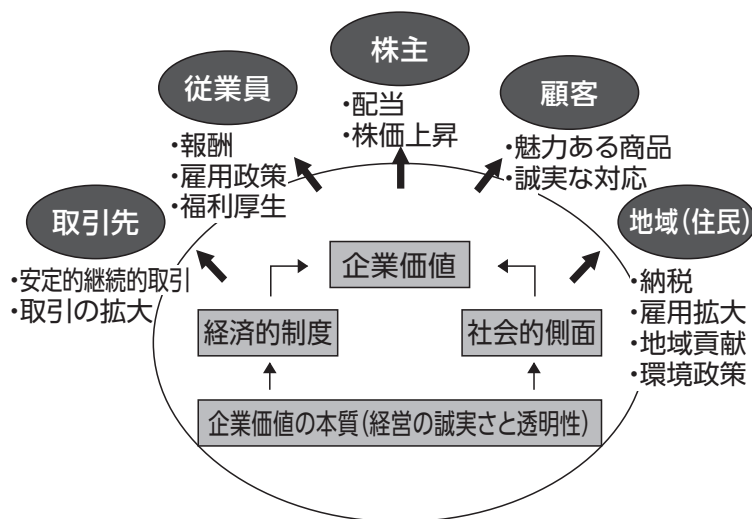 株主
・配当
・株価上昇
従業員
・報酬
・雇用政策
・福利厚生
顧客
・魅力ある商品
・誠実な対応
取引先
・安定的継続的取引
・取引の拡大
地域(住民)
・納税
・雇用拡大
・地域貢献
・環境政策
企業価値
経済的制度
社会的側面
企業価値の本質(経営の誠実さと透明性)